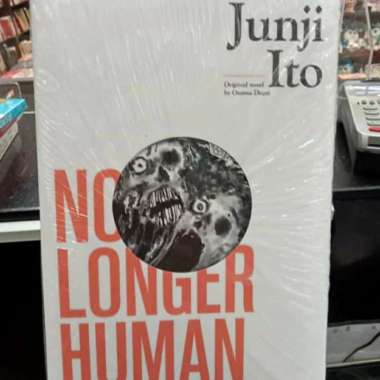 Junji
Ito
Original novel
by Osamu Dazai
NO
LONGER
HUMAN